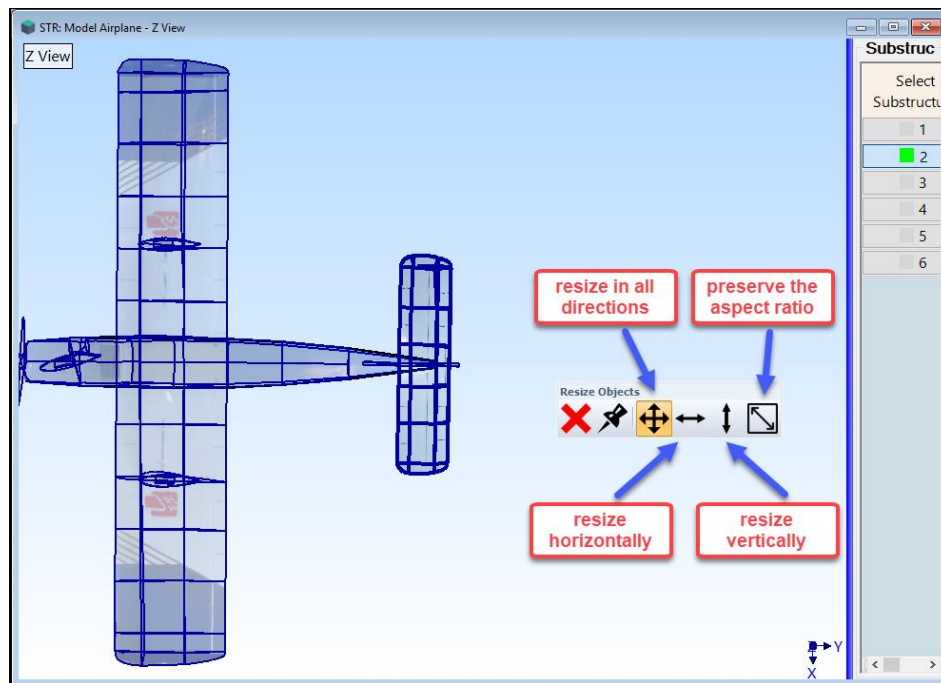 STR: Model Airplane - Z View
Z View
Substruc
Select
Substructu
1
2
3
4
5
6
resize in all
directions
preserve the
aspect ratio
Resize Objects
resize
horizontally
resize
vertically
Z
Y
X